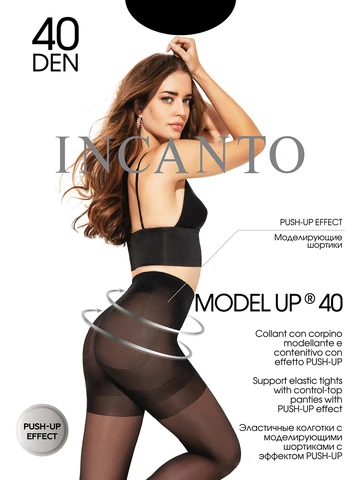 40
DEN
INCANTO
PUSH-UP EFFECT
Моделирующие
шортики
MODEL UP® 40
Collant con corpino
modellante e
contenitivo con
effetto PUSH-UP
Support elastic tights
with control-top
panties with
PUSH-UP effect
Эластичные колготки с
моделирующими
шортиками с
эффектом PUSH-UP
PUSH-UP
EFFECT